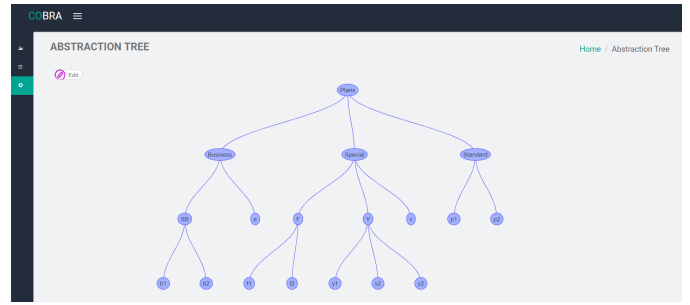 COBRA
ABSTRACTION TREE
Home / Abstraction Tree
Edit
Plans
Business Special Standard
SB e F Y v p1 p2
b1 b2 f1 f2 y1 y2 y2